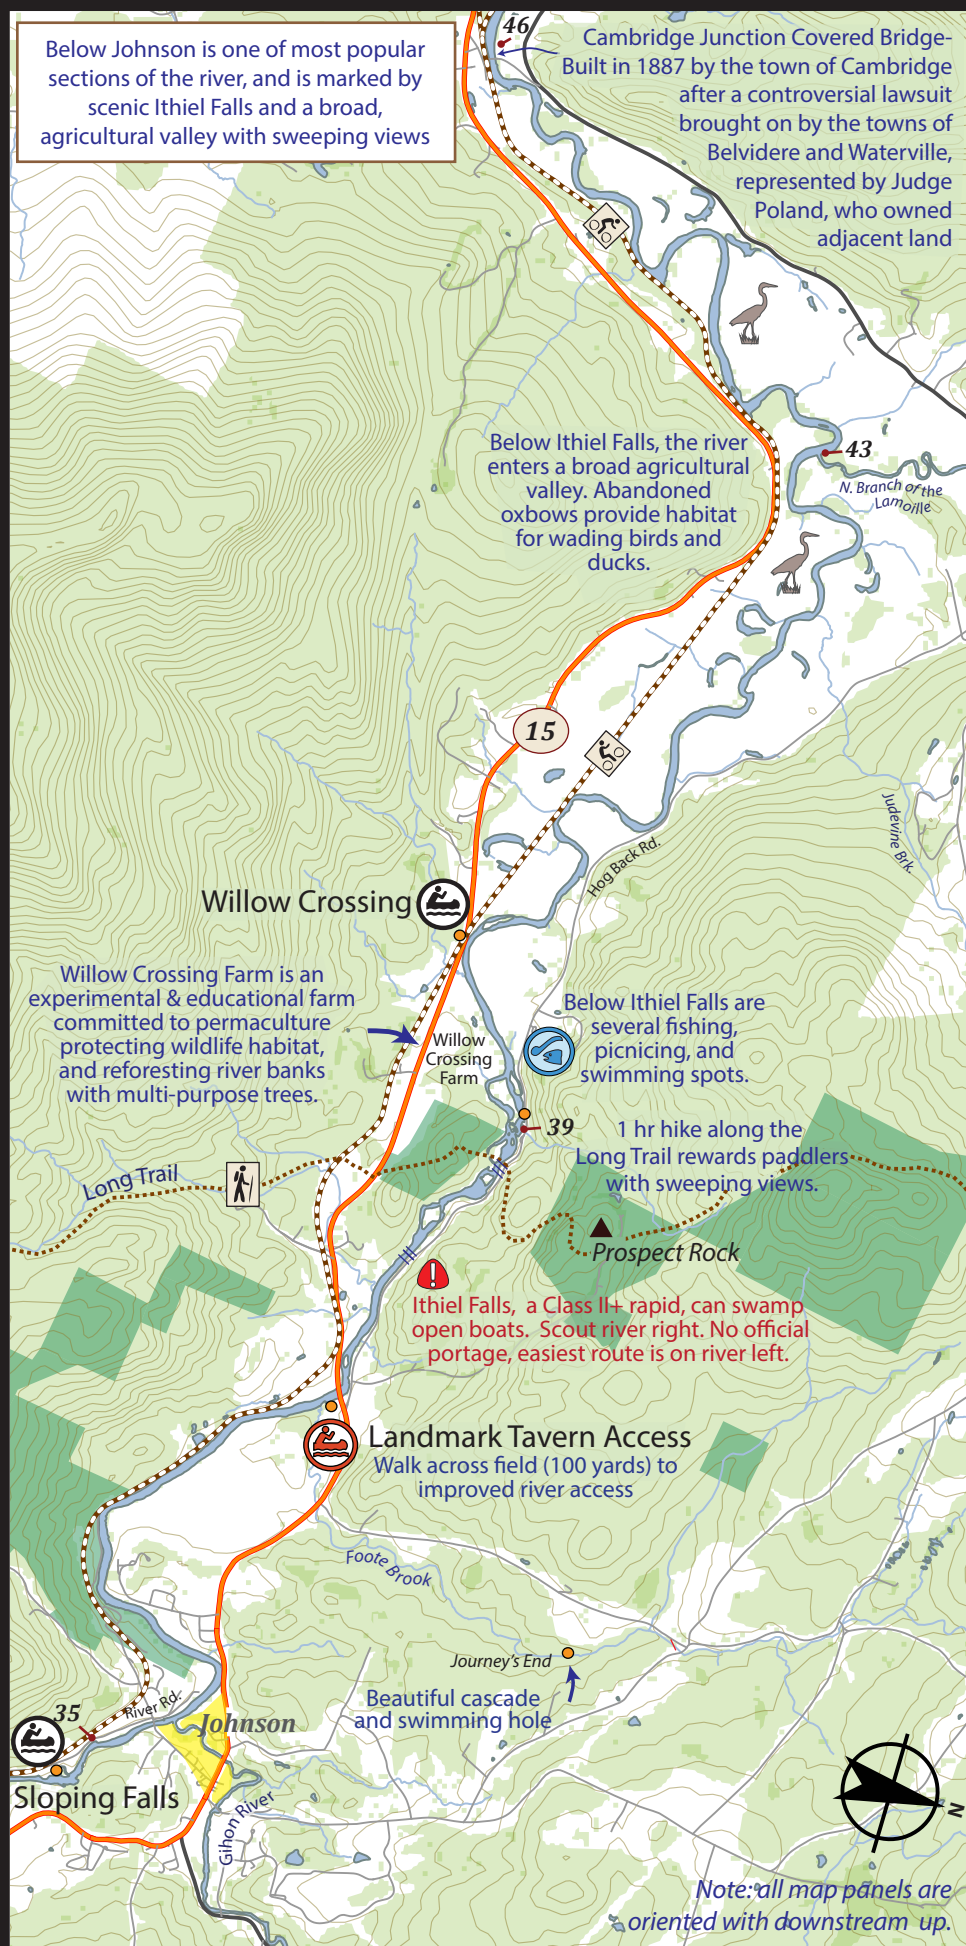 Below Johnson is one of most popular
sections of the river, and is marked by
scenic Ithiel Falls and a broad,
agricultural valley with sweeping views
46
Cambridge Junction Covered Bridge-
Built in 1887 by the town of Cambridge
after a controversial lawsuit
brought on by the towns of
Belvidere and Waterville,
represented by Judge
Poland, who owned
adjacent land
Below Ithiel Falls, the river
enters a broad agricultural
valley. Abandoned
oxbows provide habitat
for wading birds and
ducks.
43
N. Branch of the
Lamoille
15
Judevine Brk.
Hog Back Rd.
Willow Crossing
Willow Crossing Farm is an
experimental & educational farm
committed to permaculture
protecting wildlife habitat,
and reforesting river banks
with multi-purpose trees.
Willow
Crossing
Farm
Below Ithiel Falls are
several fishing,
picnicing, and
swimming spots.
39
1 hr hike along the
Long Trail rewards paddlers
with sweeping views.
Long Trail
Prospect Rock
!
Ithiel Falls, a Class II+ rapid, can swamp
open boats. Scout river right. No official
portage, easiest route is on river left.
Landmark Tavern Access
Walk across field (100 yards) to
improved river access
Foote Brook
Journey's End
Beautiful cascade
and swimming hole
35
River Rd.
Johnson
Sloping Falls
Gihon River
N
Note: all map panels are
oriented with downstream up.